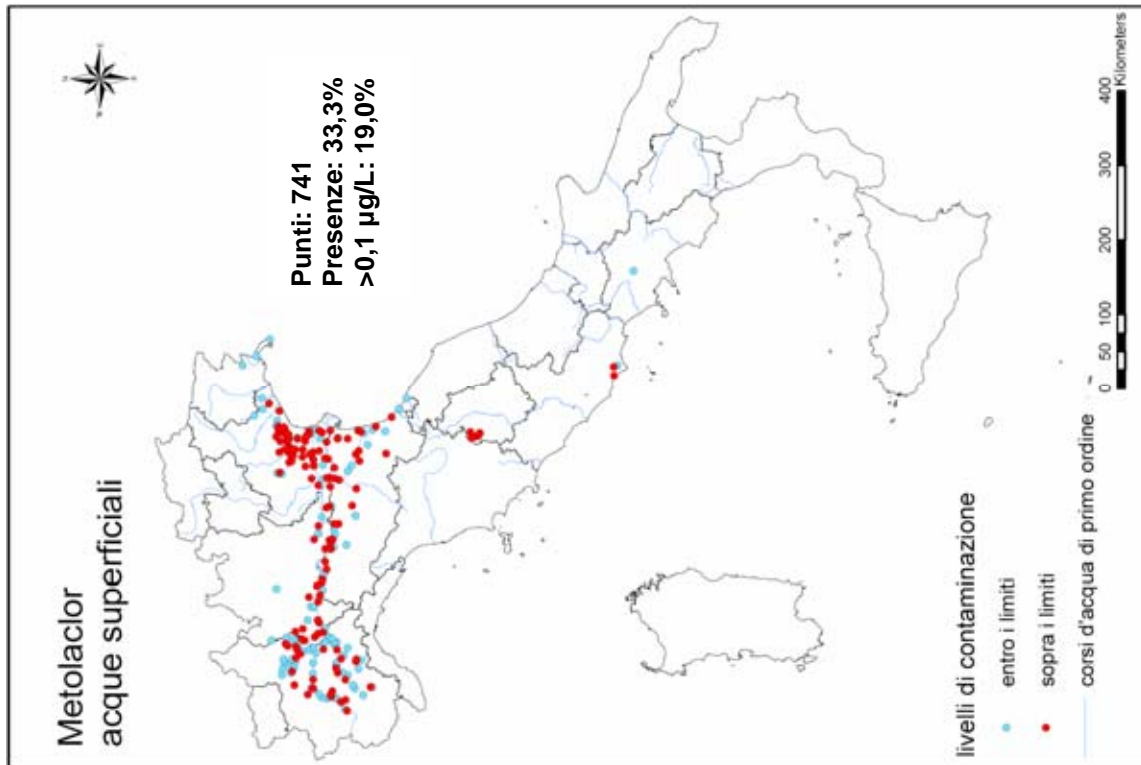 Metolaclor
acque superficiali
Punti: 741
Presenze: 33,3%
>0,1 µg/L: 19,0%
livelli di contaminazione
entro i limiti
sopra i limiti
corsi d'acqua di primo ordine
0 50 100 200 300 400
Kilometers